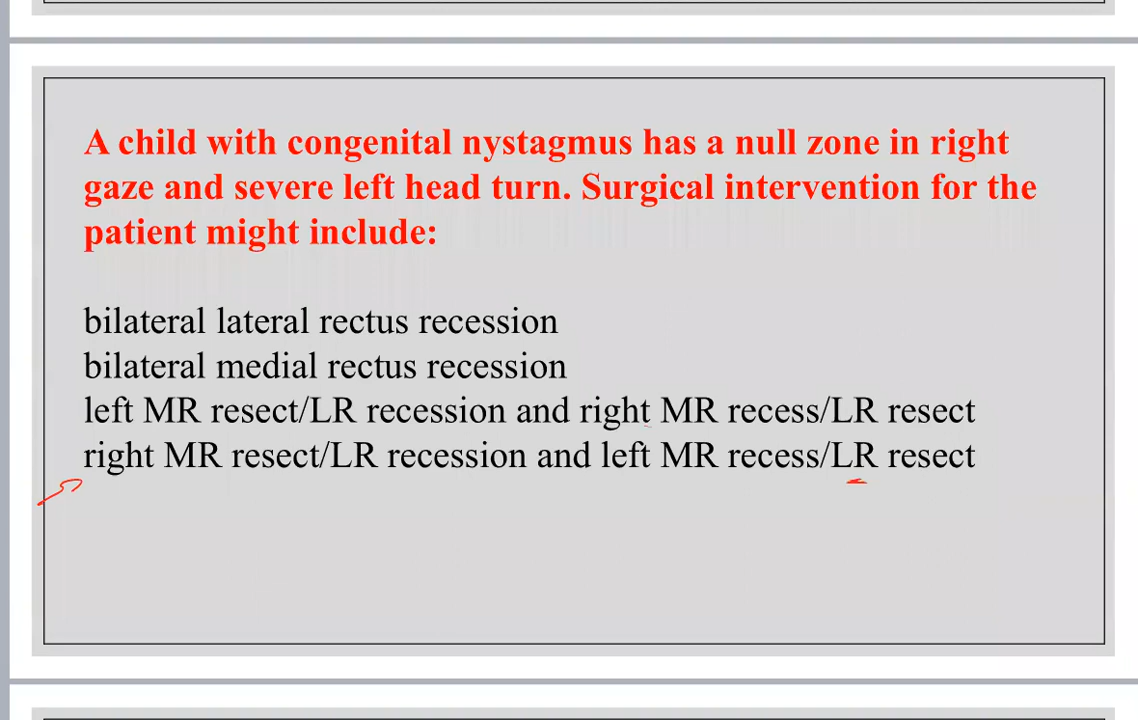 A child with congenital nystagmus has a null zone in right
gaze and severe left head turn. Surgical intervention for the
patient might include:
bilateral lateral rectus recession
bilateral medial rectus recession
left MR resect/LR recession and right MR recess/LR resect
right MR resect/LR recession and left MR recess/LR resect